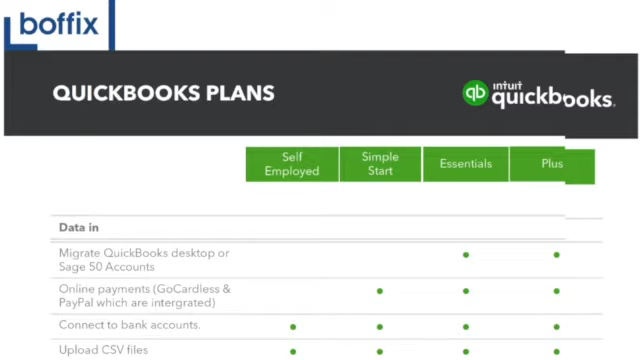 boffix
QUICKBOOKS PLANS
intuit
qb quickbooks.
Self
Employed
Simple
Start
Essentials
Plus
Data in
Migrate QuickBooks desktop or
Sage 50 Accounts
Online payments (GoCardless &
PayPal which are intergrated)
Connect to bank accounts.
Upload CSV files